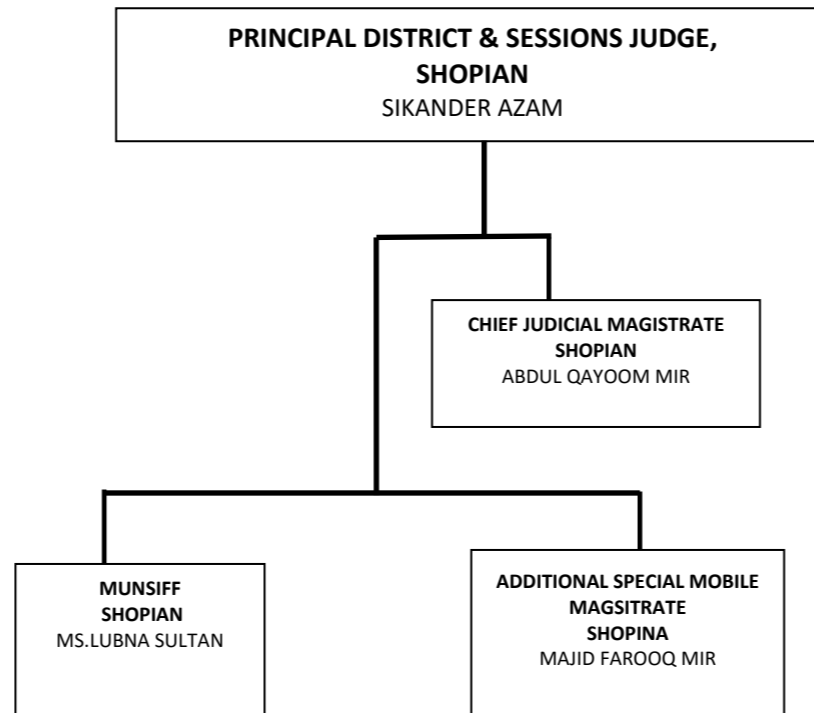 PRINCIPAL DISTRICT & SESSIONS JUDGE,
SHOPIAN
SIKANDER AZAM
CHIEF JUDICIAL MAGISTRATE
SHOPIAN
ABDUL QAYOOM MIR
MUNSIFF
SHOPIAN
MS.LUBNA SULTAN
ADDITIONAL SPECIAL MOBILE
MAGSITRATE
SHOPINA
MAJID FAROOQ MIR